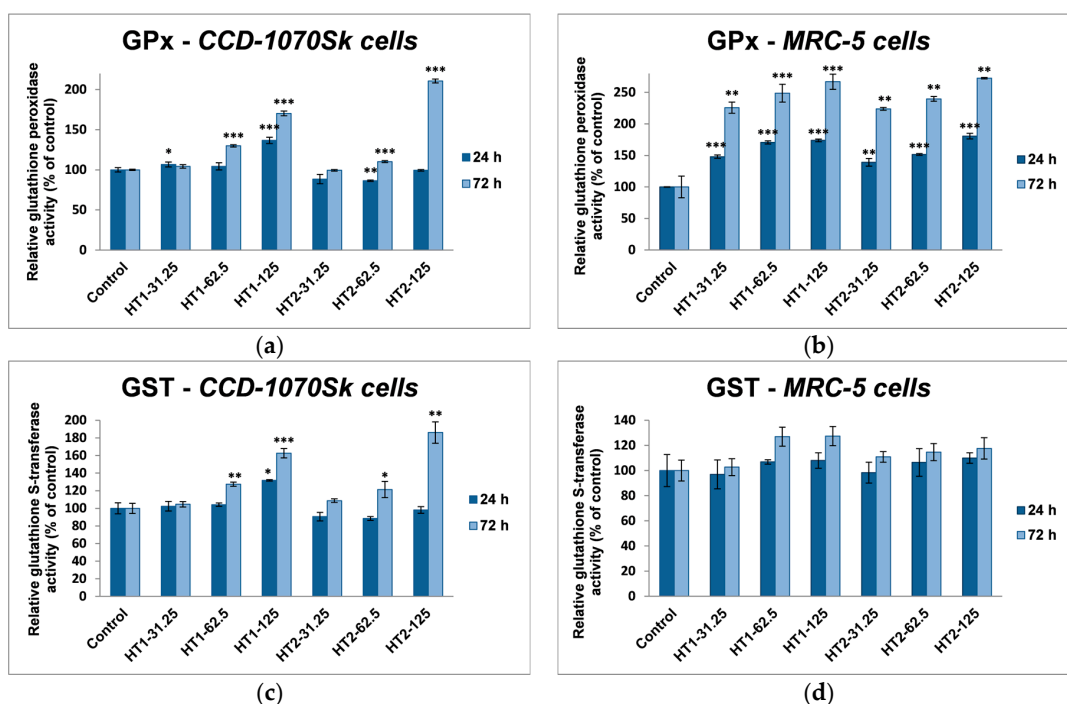 GPx - CCD-1070Sk cells
Relative glutathione peroxidase
activity (% of control)
200
150
100
50
0
***
***
***
***
*
***
**
24 h
72 h
Control
HT1-31.25
HT1-62.5
HT1-125
HT2-31.25
HT2-62.5
HT2-125
(a)
GPx - MRC-5 cells
Relative glutathione peroxidase
activity (% of control)
250
200
150
100
50
0
***
**
***
***
***
***
**
**
**
***
**
***
24 h
72 h
Control
HT1-31.25
HT1-62.5
HT1-125
HT2-31.25
HT2-62.5
HT2-125
(b)
GST - CCD-1070Sk cells
Relative glutathione S-transferase
activity (% of control)
200
180
160
140
120
100
80
60
40
20
0
**
***
*
*
**
24 h
72 h
Control
HT1-31.25
HT1-62.5
HT1-125
HT2-31.25
HT2-62.5
HT2-125
(c)
GST - MRC-5 cells
Relative glutathione S-transferase
activity (% of control)
140
120
100
80
60
40
20
0
24 h
72 h
Control
HT1-31.25
HT1-62.5
HT1-125
HT2-31.25
HT2-62.5
HT2-125
(d)